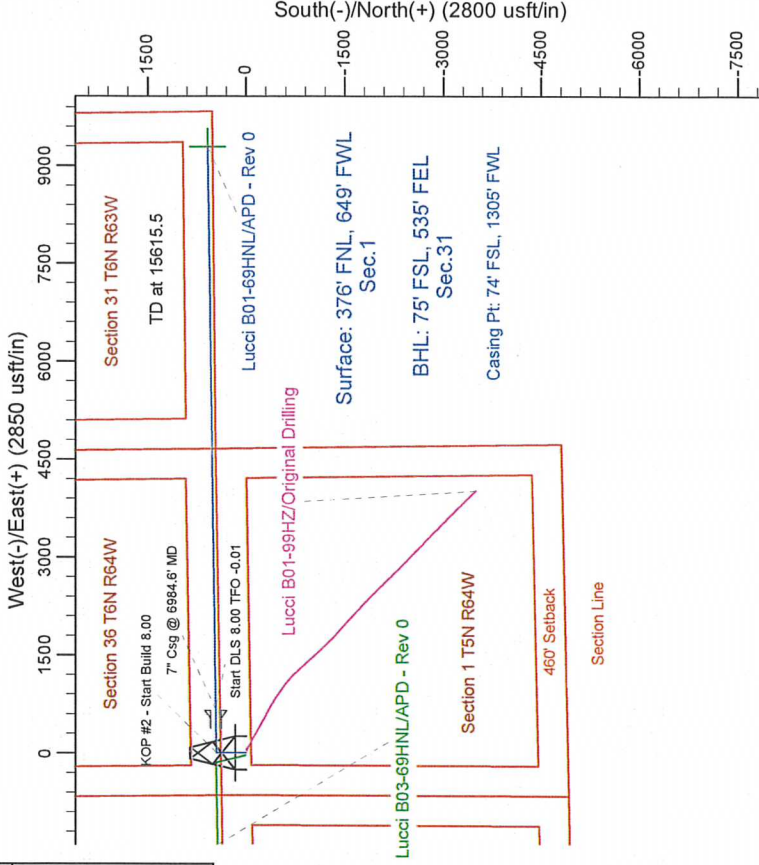 South(-)/North(+) (2800 usft/in)
1500
0
-1500
-3000
-4500
-6000
-7500
West(-)/East(+) (2850 usft/in)
9000
7500
6000
4500
3000
1500
0
Section 31 T6N R63W
TD at 15615.5
Lucci B01-69HNL/APD - Rev 0
Surface: 376' FNL, 649' FWL
Sec.1
BHL: 75' FSL, 535' FEL
Sec.31
Casing Pt: 74' FSL, 1305' FWL
Section 36 T6N R64W
KOP #2 - Start Build 8.00
7" Csg @ 6984.6' MD
Start DLS 8.00 TFO -0.01
Lucci B01-99HZ/Original Drilling
Section 1 T5N R64W
460' Setback
Section Line
Lucci B03-69HNL/APD - Rev 0